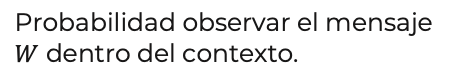 Probabilidad observar el mensaje
W dentro del contexto.